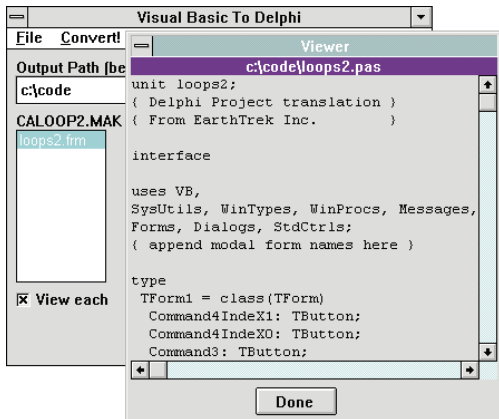 Visual Basic To Delphi
File Convert!
Output Path (be
c:\code
CALOOP2.MAK
loops2.frm
View each
Viewer
c:\code\loops2.pas
unit loops2;
{ Delphi Project translation }
{ From EarthTrek Inc. }
interface
uses VB,
SysUtils, WinTypes, WinProcs, Messages,
Forms, Dialogs, StdCtrls;
{ append modal form names here }
type
TForm1 = class(TForm)
Command4IndeX1: TButton;
Command4IndeX0: TButton;
Command3: TButton;
Done